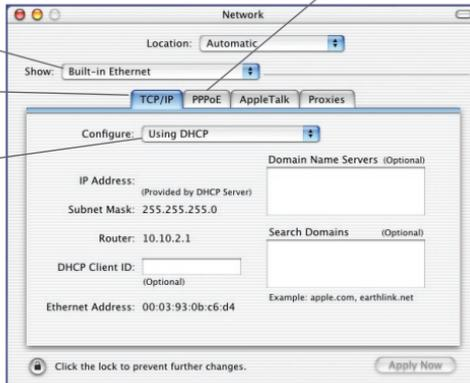 Network
Location: Automatic
Show: Built-in Ethernet
TCP/IP PPPoE AppleTalk Proxies
Configure: Using DHCP
Domain Name Servers (Optional)
IP Address:
(Provided by DHCP Server)
Subnet Mask: 255.255.255.0
Router: 10.10.2.1
Search Domains (Optional)
DHCP Client ID:
(Optional)
Example: apple.com, earthlink.net
Ethernet Address: 00:03:93:0b:c6:d4
Click the lock to prevent further changes.
Apply Now